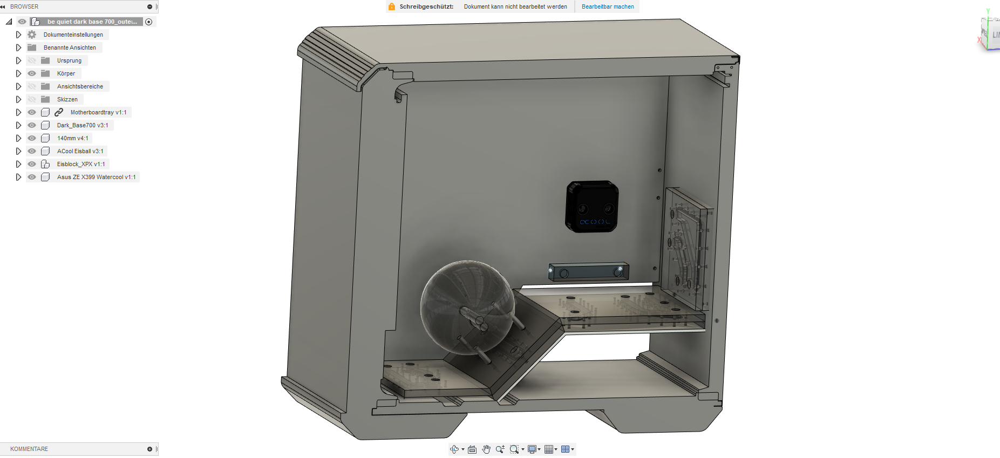 BROWSER
Schreibgeschützt: Dokument kann nicht bearbeitet werden Bearbeitbar machen
be quiet dark base 700_oute...
Dokumenteinstellungen
Benannte Ansichten
Ursprung
Körper
Ansichtsbereiche
Skizzen
Motherboardtray v1:1
Dark_Base700 v3:1
140mm v4:1
ACool Eisball v3:1
Eisblock_XPX v1:1
Asus ZE X399 Watercool v1:1
Y
X
LIN
COOL
KOMMENTARE